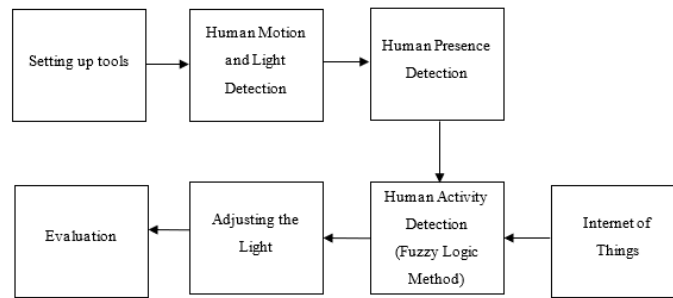 Setting up tools
Human Motion
and Light
Detection
Human Presence
Detection
Evaluation
Adjusting the
Light
Human Activity
Detection
(Fuzzy Logic
Method)
Internet of
Things